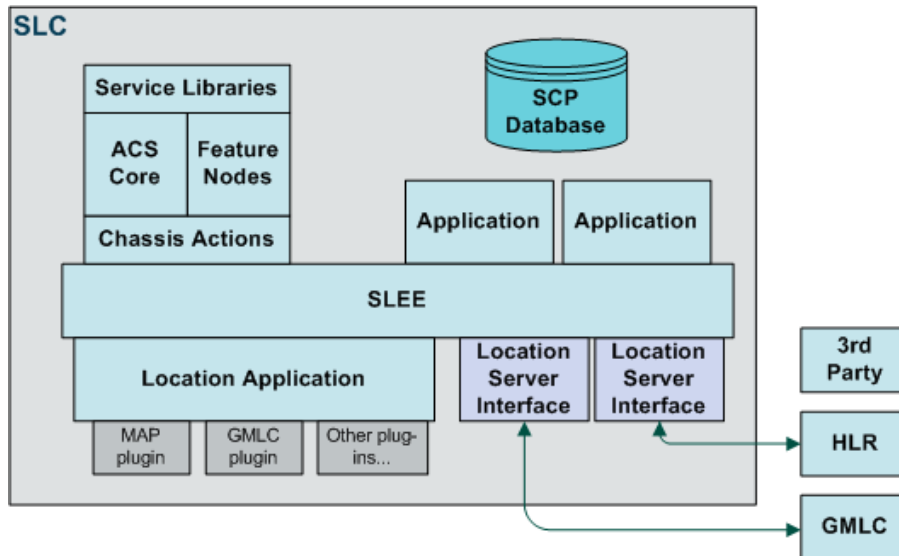 SLC
Service Libraries
ACS
Core
Feature
Nodes
Chassis Actions
SCP
Database
Application
Application
SLEE
Location Application
Location
Server
Interface
Location
Server
Interface
MAP
plugin
GMLC
plugin
Other plug-
ins...
3rd
Party
HLR
GMLC